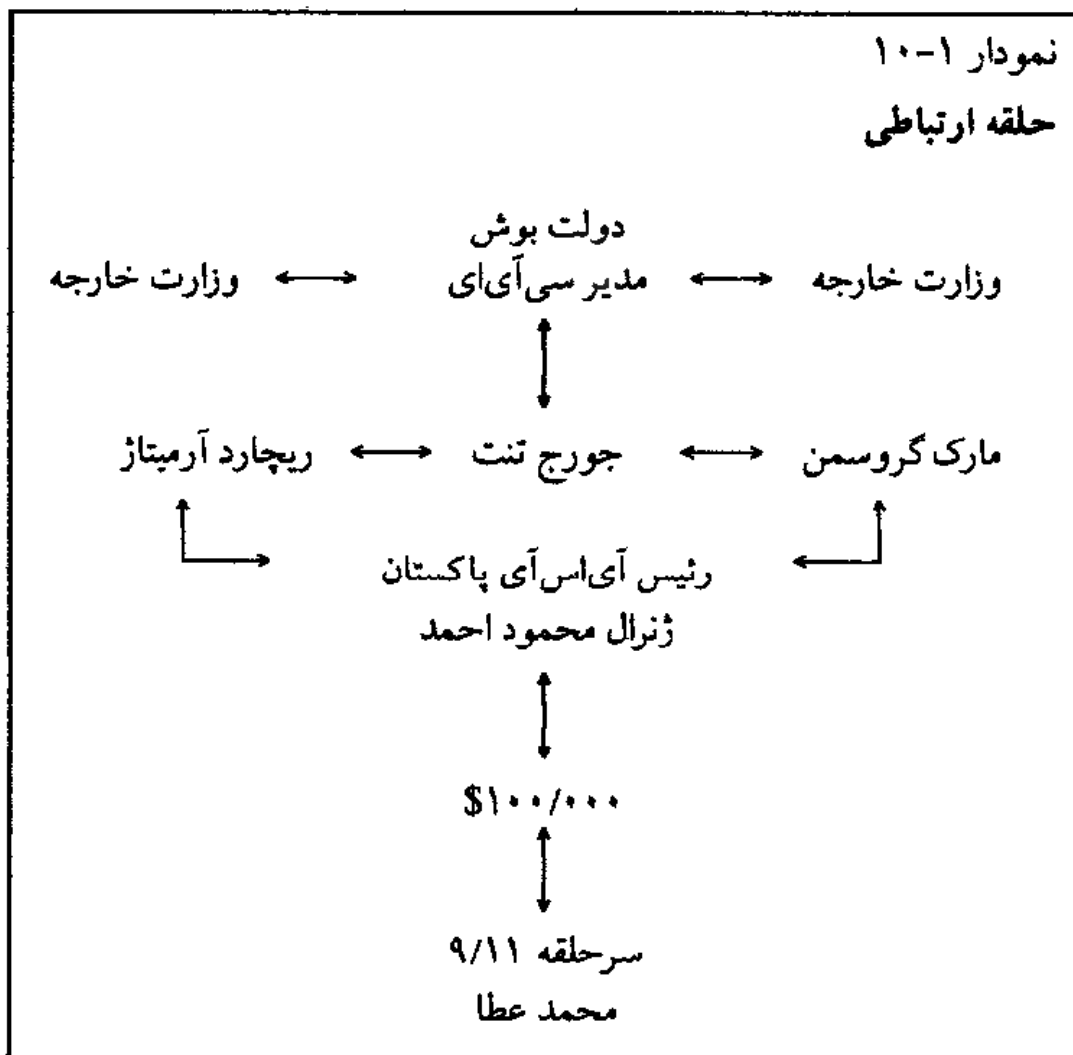 نمودار ۱-۱۰
حلقه ارتباطی
دولت بوش
وزارت خارجه مدیر سی‌آی‌ای وزارت خارجه
مارک گروسمن جورج تنت ریچارد آرمیتاژ
رئیس آی‌اس‌آی پاکستان
ژنرال محمود احمد
$۱۰۰/۰۰۰
سرحلقه ۹/۱۱
محمد عطا